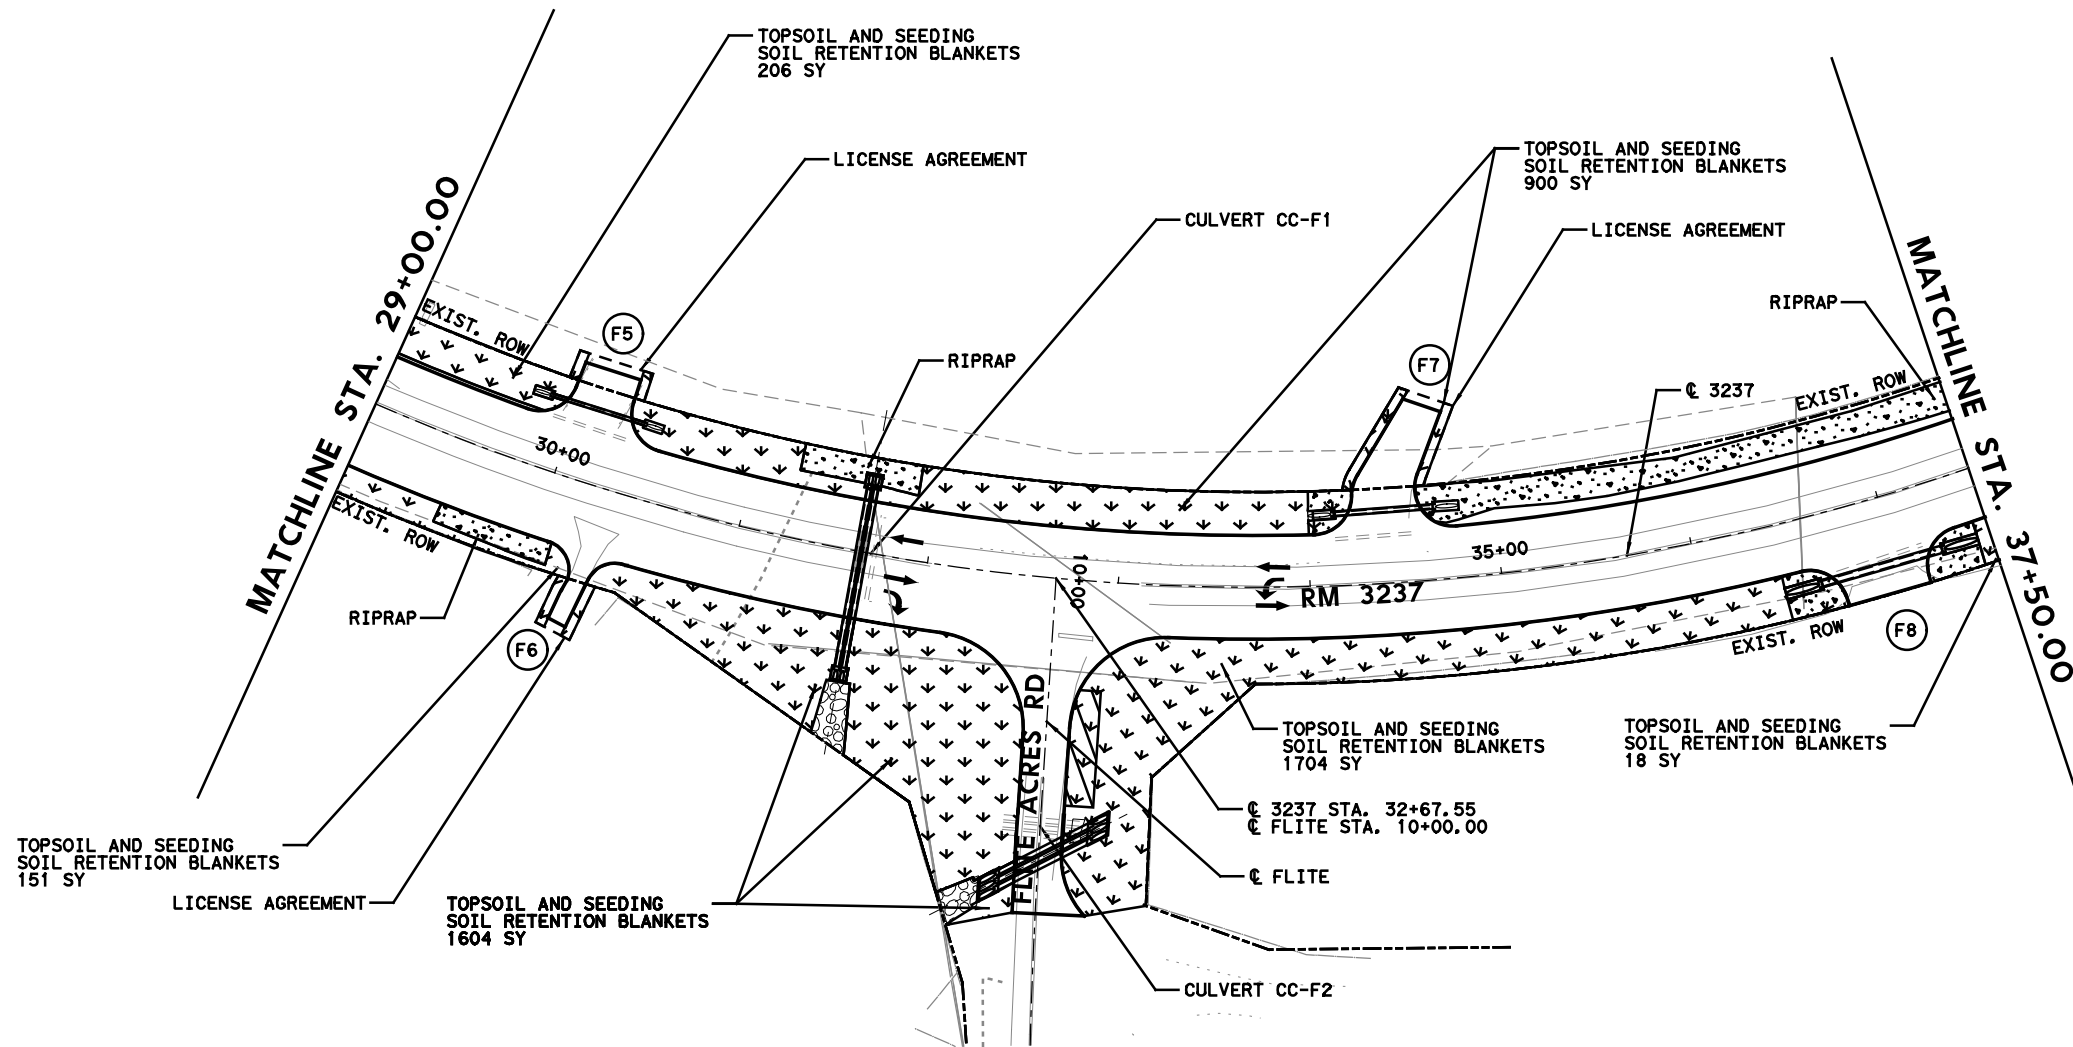 TOPSOIL AND SEEDING
SOIL RETENTION BLANKETS
206 SY
LICENSE AGREEMENT
TOPSOIL AND SEEDING
SOIL RETENTION BLANKETS
900 SY
CULVERT CC-F1
LICENSE AGREEMENT
MATCHLINE STA. 29+00.00
MATCHLINE STA. 37+50.00
RIPRAP
EXIST. ROW
F5
RIPRAP
F7
℄ 3237
EXIST. ROW
30+00
EXIST. ROW
10+00
35+00
RM 3237
RIPRAP
F6
EXIST. ROW
F8
FLITE ACRES RD
TOPSOIL AND SEEDING
SOIL RETENTION BLANKETS
1704 SY
TOPSOIL AND SEEDING
SOIL RETENTION BLANKETS
18 SY
℄ 3237 STA. 32+67.55
℄ FLITE STA. 10+00.00
TOPSOIL AND SEEDING
SOIL RETENTION BLANKETS
151 SY
℄ FLITE
LICENSE AGREEMENT
TOPSOIL AND SEEDING
SOIL RETENTION BLANKETS
1604 SY
CULVERT CC-F2